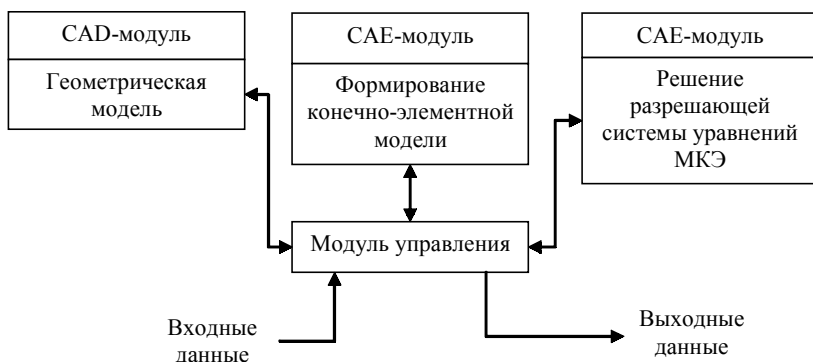 CAD-модуль
Геометрическая
модель
CAE-модуль
Формирование
конечно-элементной
модели
CAE-модуль
Решение
разрешающей
системы уравнений
МКЭ
Модуль управления
Входные
данные
Выходные
данные